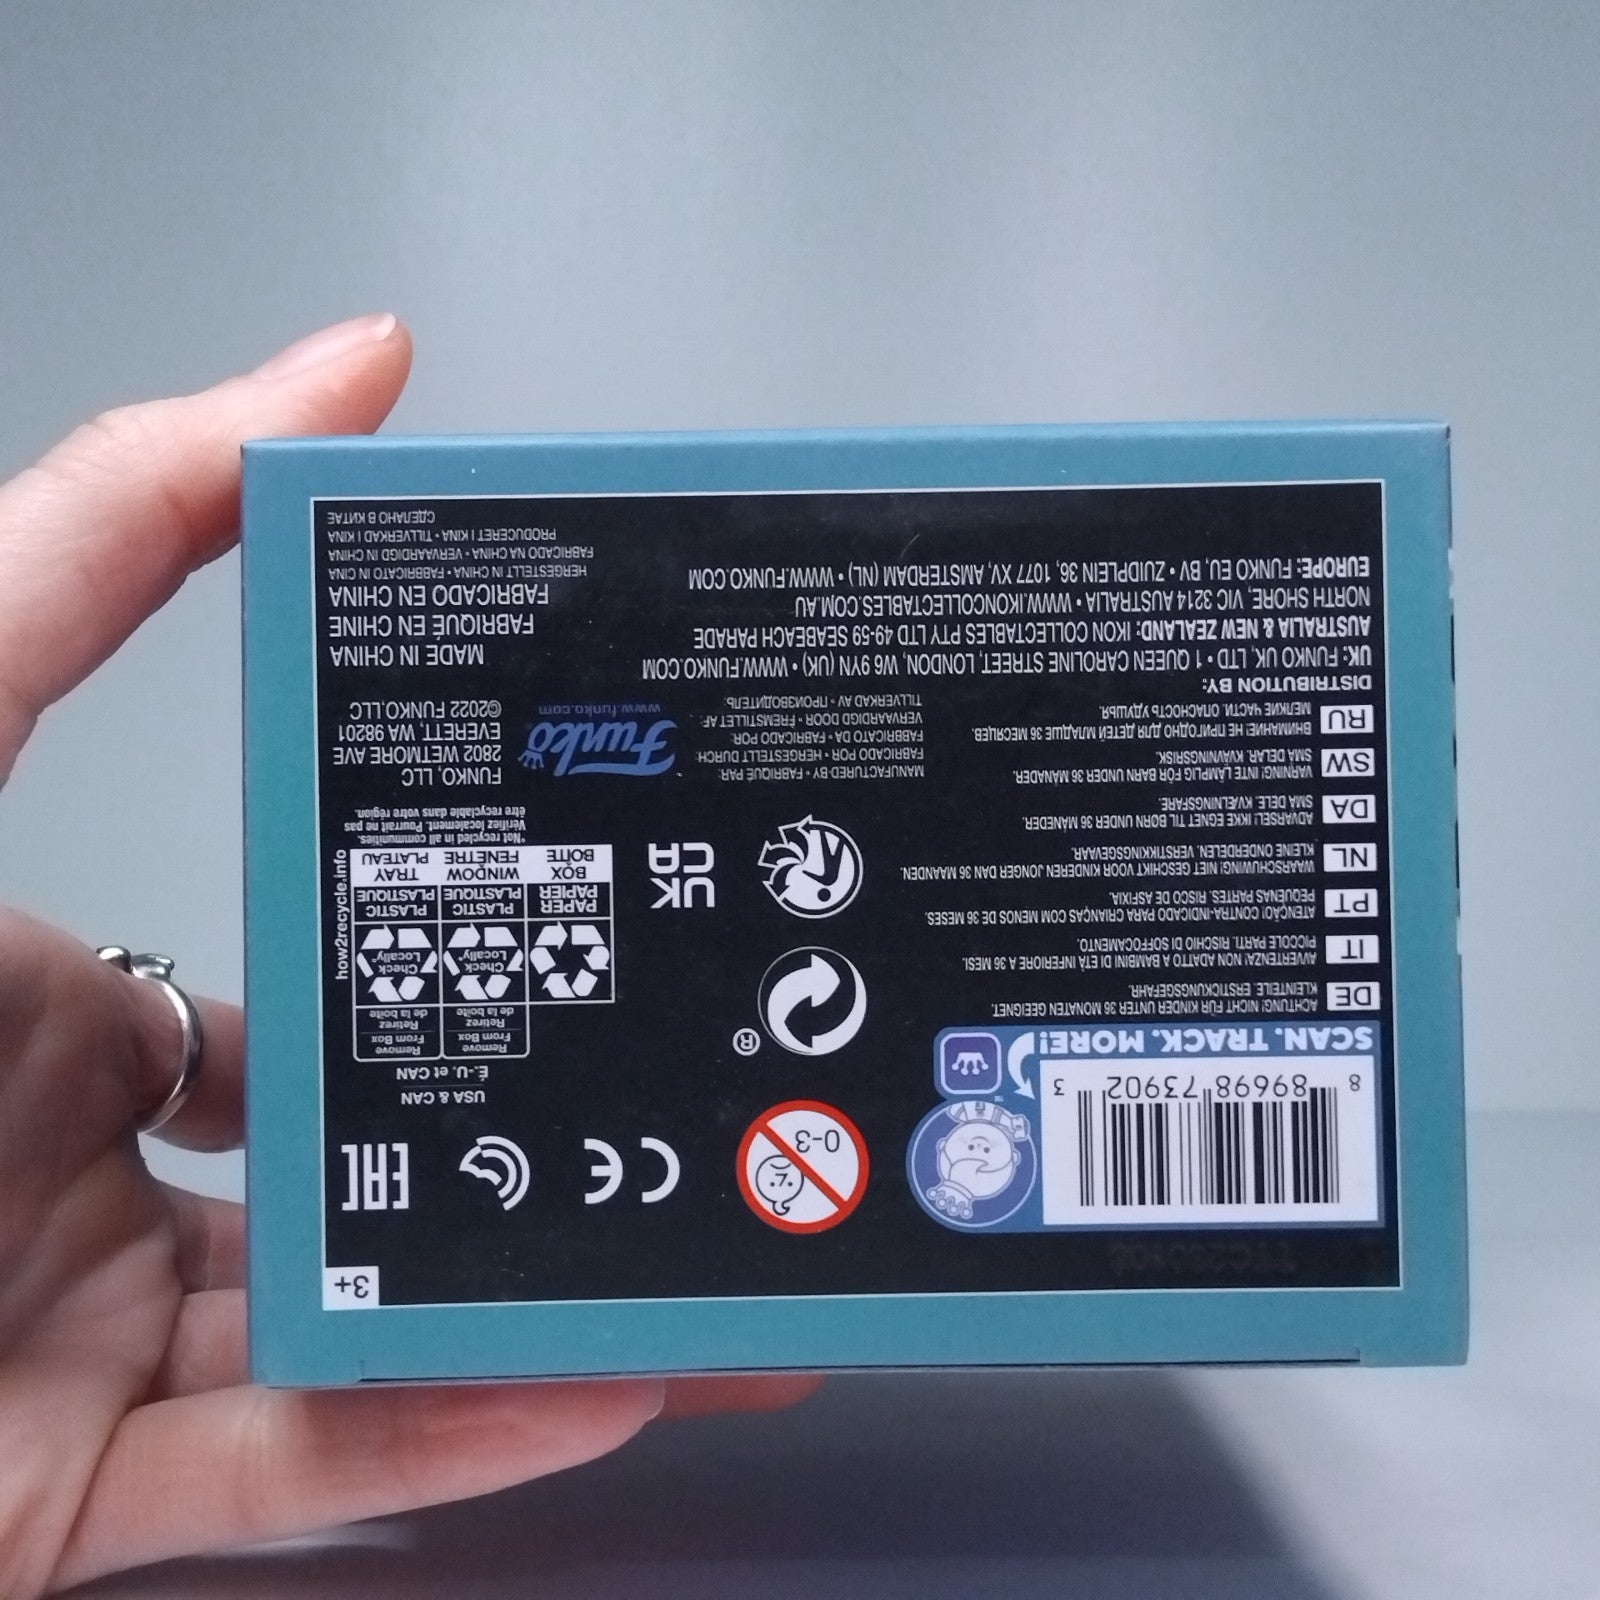 3+
8 89698 73902 3
SCAN. TRACK. MORE!
TM
0-3
CE
EAC
®
USA & CAN
É.-U. et CAN
Remove
From Box
Retirez
de la boîte
Remove
From Box
Retirez
de la boîte
Check
Locally*
Check
Locally*
PAPER
PAPIER
BOX
BOÎTE
PLASTIC
PLASTIQUE
WINDOW
FENÊTRE
PLASTIC
PLASTIQUE
TRAY
PLATEAU
how2recycle.info
*Not recycled in all communities.
Vérifiez localement. Pourrait ne pas
être recyclable dans votre région.
UK
CA
DE
ACHTUNG! NICHT FÜR KINDER UNTER 36 MONATEN GEEIGNET.
KLEINTEILE. ERSTICKUNGSGEFAHR.
IT
AVVERTENZA! NON ADATTO A BAMBINI DI ETÀ INFERIORE A 36 MESI.
PICCOLE PARTI. RISCHIO DI SOFFOCAMENTO.
PT
ATENÇÃO! CONTRA-INDICADO PARA CRIANÇAS COM MENOS DE 36 MESES.
PEQUENAS PARTES. RISCO DE ASFIXIA.
NL
WAARSCHUWING! NIET GESCHIKT VOOR KINDEREN JONGER DAN 36 MAANDEN.
KLEINE ONDERDELEN. VERSTIKKINGSGEVAAR.
DA
ADVARSEL! IKKE EGNET TIL BØRN UNDER 36 MÅNEDER.
SMA DELE. KVÆLNINGSFARE.
SW
VARNING! INTE LÄMPLIG FÖR BARN UNDER 36 MÅNADER.
SMA DELAR. KVÄVNINGSRISK.
RU
ВНИМАНИЕ! НЕ ПРИГОДНО ДЛЯ ДЕТЕЙ МЛАДШЕ 36 МЕСЯЦЕВ.
МЕЛКИЕ ЧАСТИ. ОПАСНОСТЬ УДУШЬЯ.
MANUFACTURED BY • FABRIQUÉ PAR:
FABRICADO POR • HERGESTELLT DURCH:
FABBRICATO DA • FABRICADO POR:
VERVAARDIGD DOOR • FREMSTILLET AF:
TILLVERKAD AV • ПРОИЗВОДИТЕЛЬ:
Funko
www.funko.com
FUNKO, LLC
2802 WETMORE AVE
EVERETT, WA 98201
©2022 FUNKO,LLC
DISTRIBUTION BY:
UK: FUNKO UK, LTD • 1 QUEEN CAROLINE STREET, LONDON, W6 9YN (UK) • WWW.FUNKO.COM
AUSTRALIA & NEW ZEALAND: IKON COLLECTABLES PTY LTD 49-59 SEABEACH PARADE
NORTH SHORE, VIC 3214 AUSTRALIA • WWW.IKONCOLLECTABLES.COM.AU
EUROPE: FUNKO EU, BV • ZUIDPLEIN 36, 1077 XV, AMSTERDAM (NL) • WWW.FUNKO.COM
MADE IN CHINA
FABRIQUÉ EN CHINE
FABRICADO EN CHINA
HERGESTELLT IN CHINA • FABBRICATO IN CINA
FABRICADO NA CHINA • VERVAARDIGD IN CHINA
PRODUCERET I KINA • TILLVERKAD I KINA
СДЕЛАНО В КИТАЕ